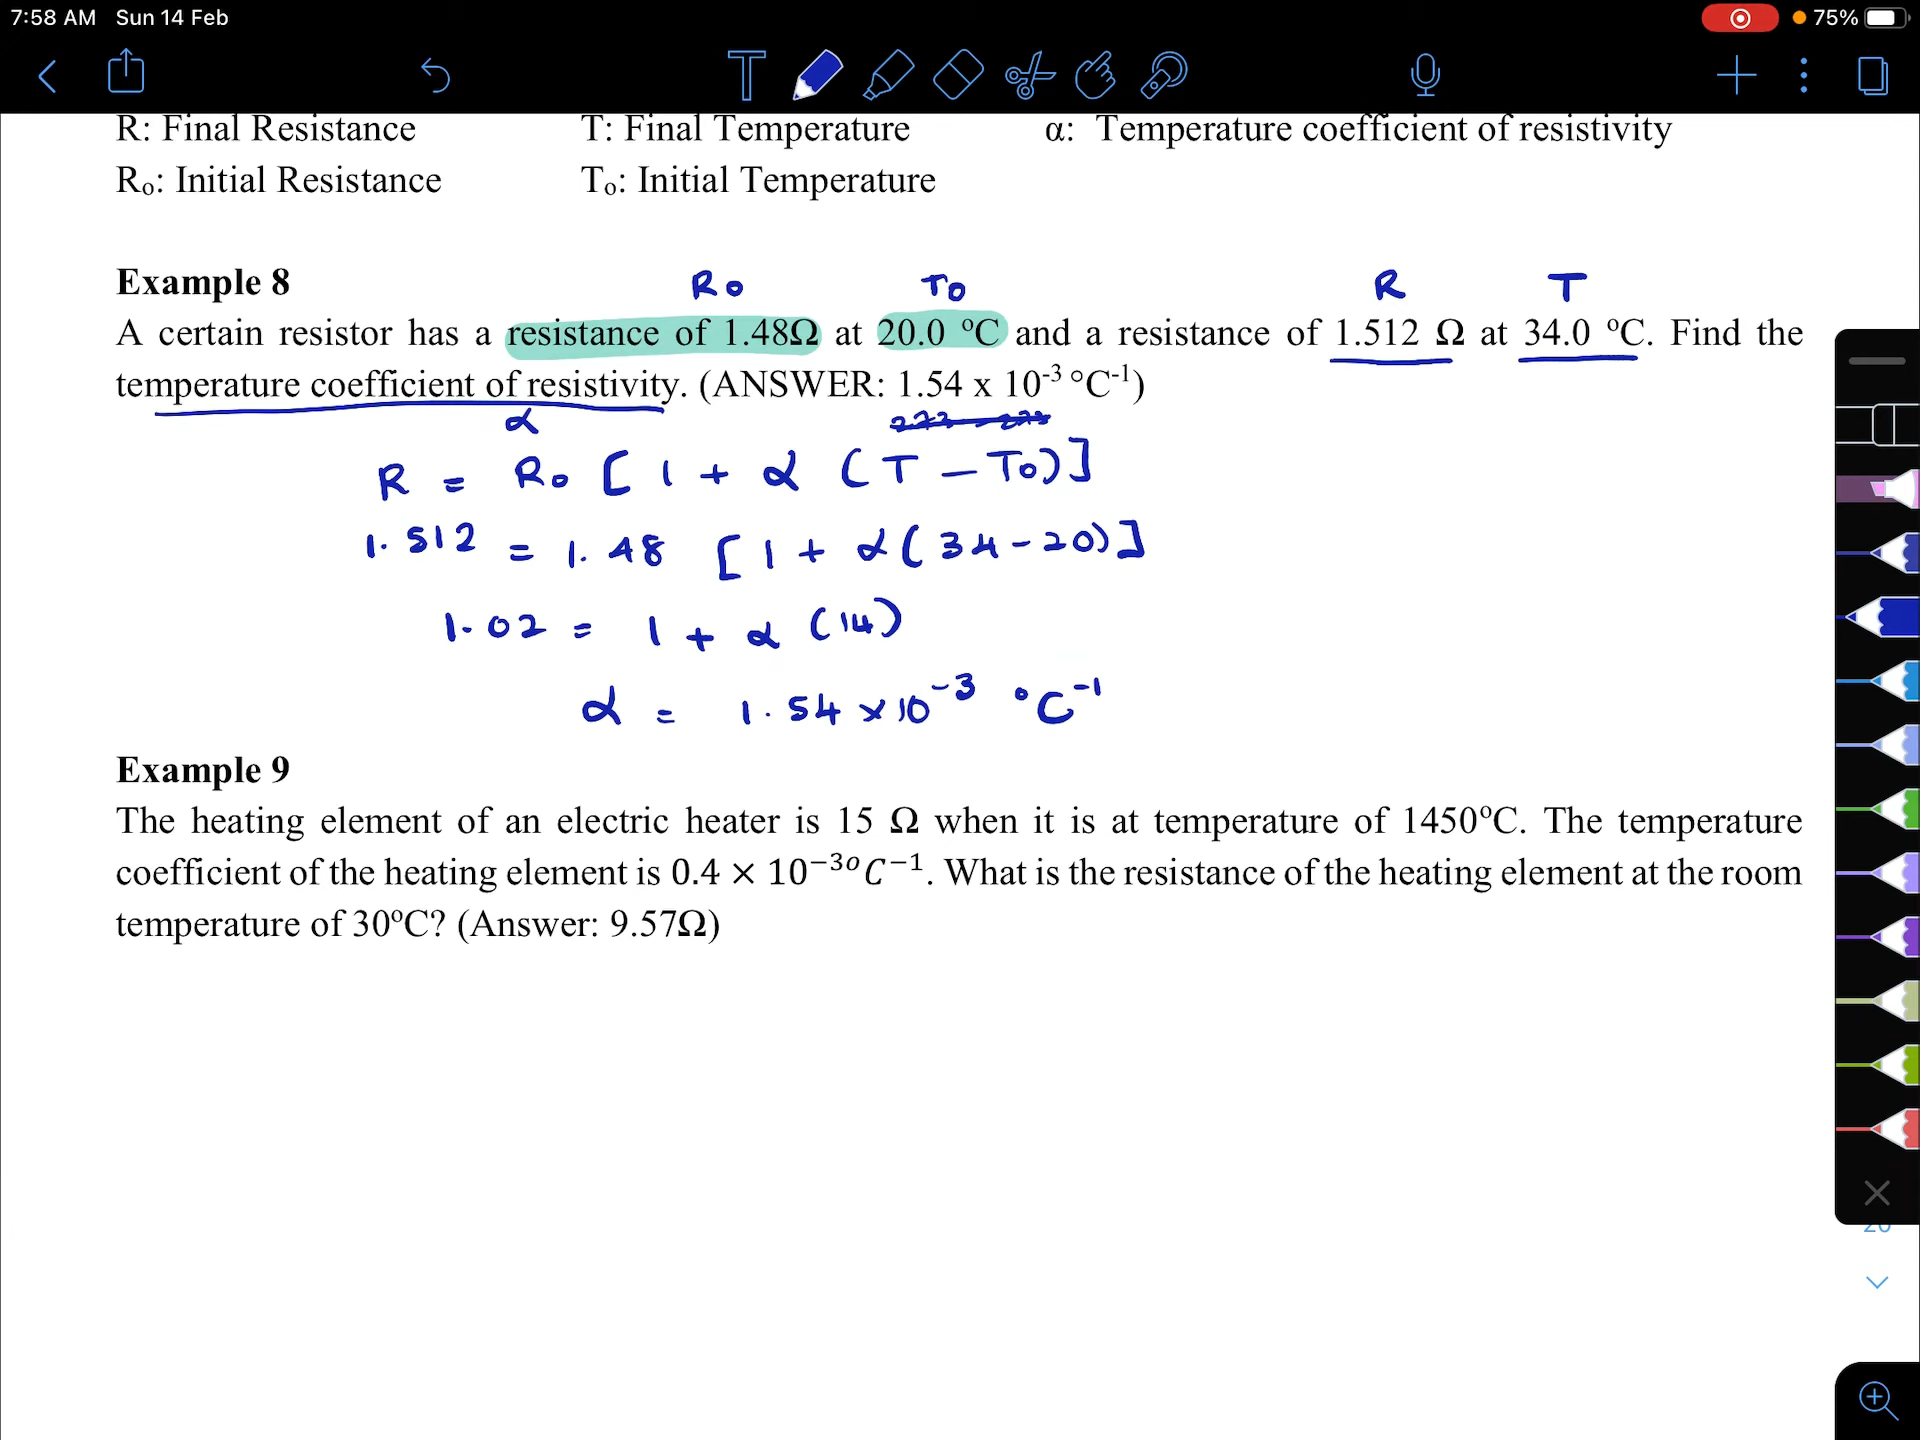 7:58 AM Sun 14 Feb
75%
R: Final Resistance T: Final Temperature α: Temperature coefficient of resistivity
Ro: Initial Resistance To: Initial Temperature
Example 8
Ro To R T
A certain resistor has a resistance of 1.48Ω at 20.0 °C and a resistance of 1.512 Ω at 34.0 °C. Find the
temperature coefficient of resistivity. (ANSWER: 1.54 x 10⁻³ °C⁻¹)
α
R = Ro [ 1 + α ( T – To) ]
1.512 = 1.48 [ 1 + α ( 34 - 20) ]
1.02 = 1 + α (14)
α = 1.54 × 10⁻³ °C⁻¹
Example 9
The heating element of an electric heater is 15 Ω when it is at temperature of 1450°C. The temperature
coefficient of the heating element is 0.4 × 10⁻³°C⁻¹. What is the resistance of the heating element at the room
temperature of 30°C? (Answer: 9.57Ω)